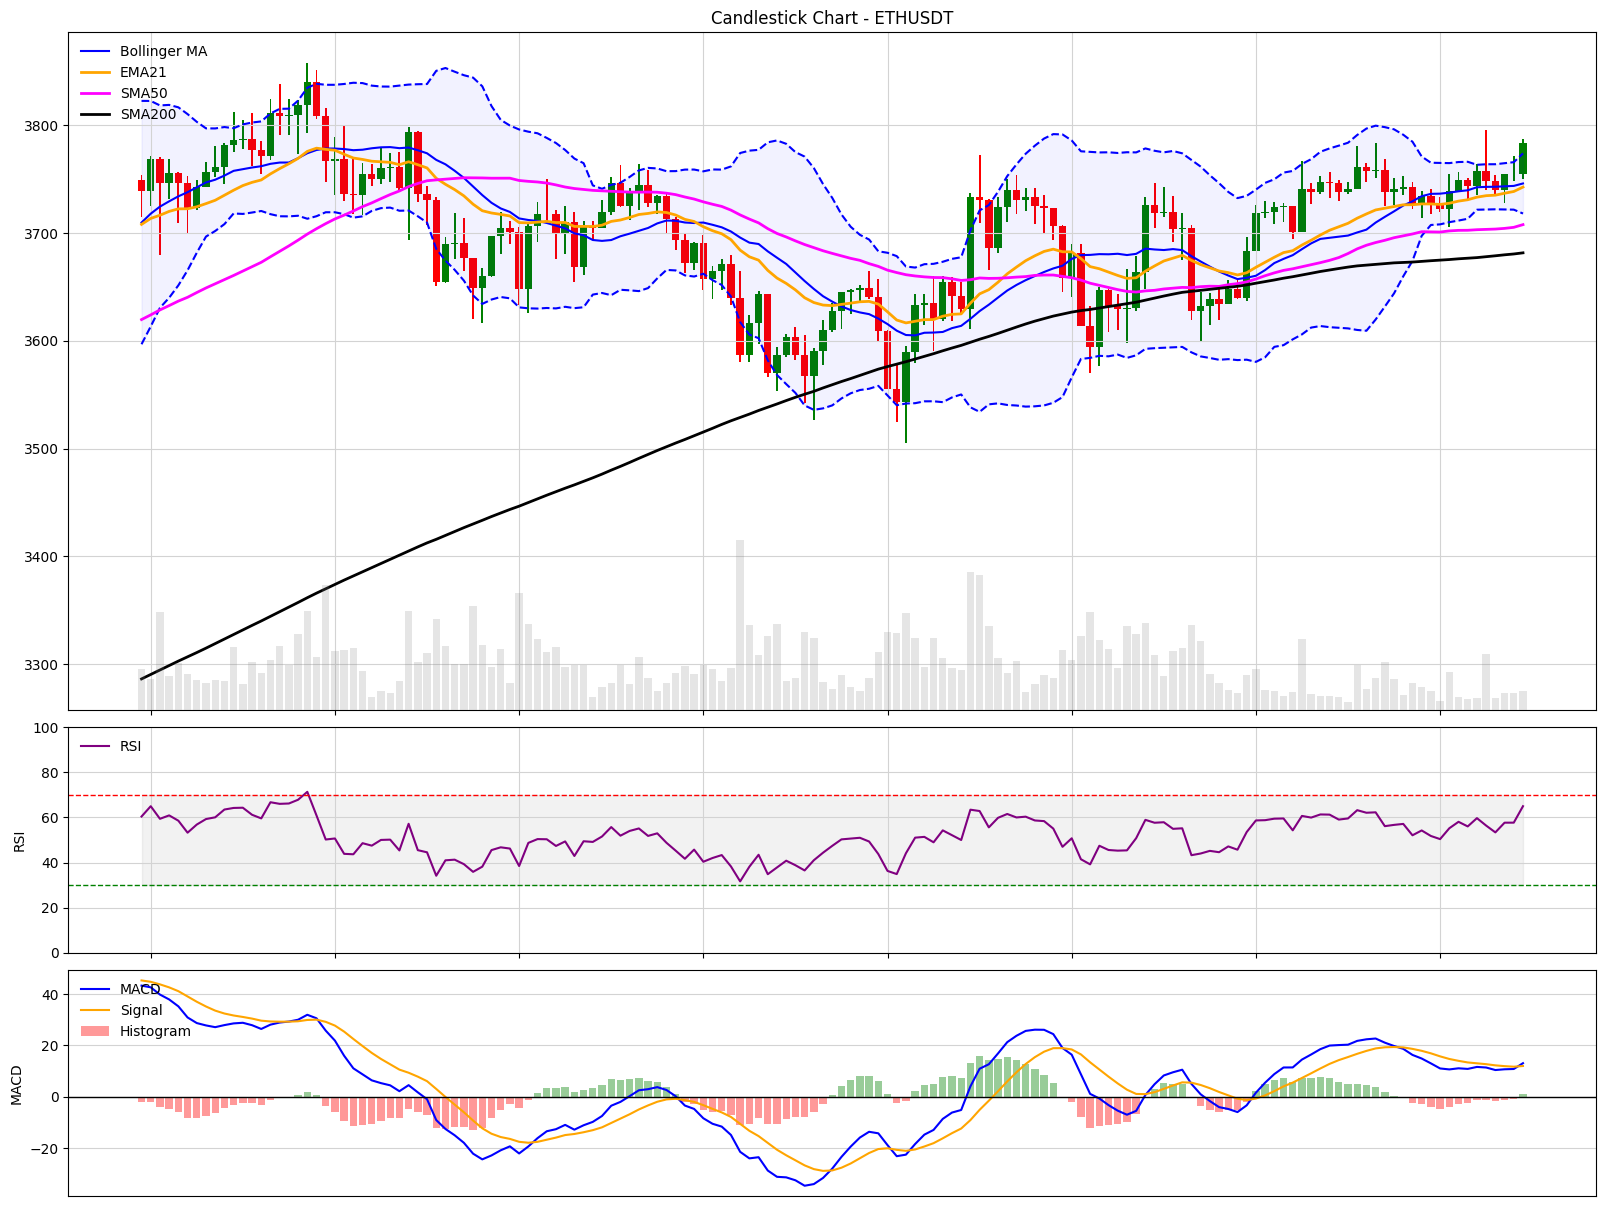 Candlestick Chart - ETHUSDT
Bollinger MA
EMA21
SMA50
SMA200
3800
3700
3600
3500
3400
3300
RSI
100
80
60
40
20
0
RSI
MACD
Signal
Histogram
40
20
0
−20
MACD